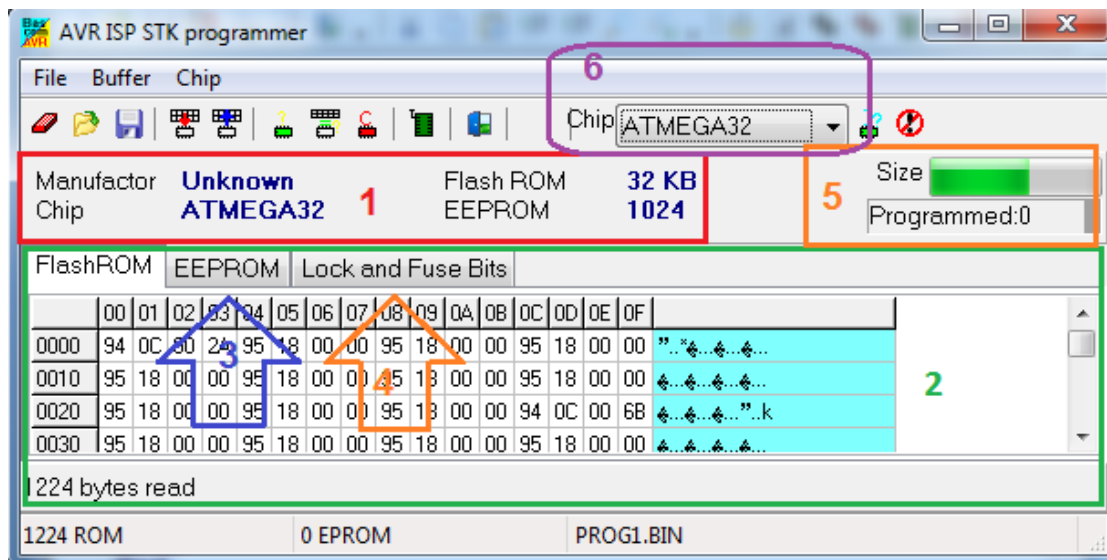 AVR ISP STK programmer
File Buffer Chip
6
Chip ATMEGA32
Manufactor Unknown Flash ROM 32 KB
Chip ATMEGA32 EEPROM 1024
1
Size
5
Programmed:0
FlashROM EEPROM Lock and Fuse Bits
00 01 02 03 04 05 06 07 08 09 0A 0B 0C 0D 0E 0F
0000 94 0C 24 95 18 00 00 95 18 00 00 95 18 00 00
3
0010 95 18 00 00 95 18 00 00 95 18 00 00 95 18 00 00
4
2
0020 95 18 00 00 95 18 00 00 95 18 00 00 94 0C 00 6B
0030 95 18 00 00 95 18 00 00 95 18 00 00 95 18 00 00
1224 bytes read
1224 ROM 0 EPROM PROG1.BIN